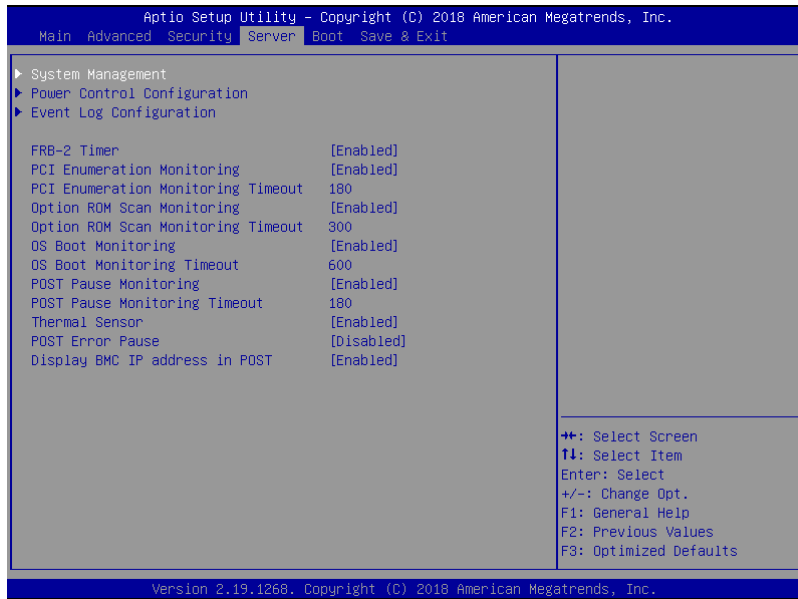 Aptio Setup Utility – Copyright (C) 2018 American Megatrends, Inc.
Main Advanced Security Server Boot Save & Exit
▶ System Management
▶ Power Control Configuration
▶ Event Log Configuration
FRB-2 Timer [Enabled]
PCI Enumeration Monitoring [Enabled]
PCI Enumeration Monitoring Timeout 180
Option ROM Scan Monitoring [Enabled]
Option ROM Scan Monitoring Timeout 300
OS Boot Monitoring [Enabled]
OS Boot Monitoring Timeout 600
POST Pause Monitoring [Enabled]
POST Pause Monitoring Timeout 180
Thermal Sensor [Enabled]
POST Error Pause [Disabled]
Display BMC IP address in POST [Enabled]
→←: Select Screen
↑↓: Select Item
Enter: Select
+/-: Change Opt.
F1: General Help
F2: Previous Values
F3: Optimized Defaults
Version 2.19.1268. Copyright (C) 2018 American Megatrends, Inc.